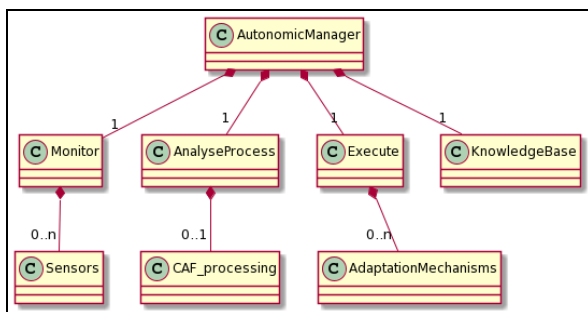 C AutonomicManager
1 1 1 1
C Monitor C AnalyseProcess C Execute C KnowledgeBase
0..n 0..1 0..n
C Sensors C CAF_processing C AdaptationMechanisms